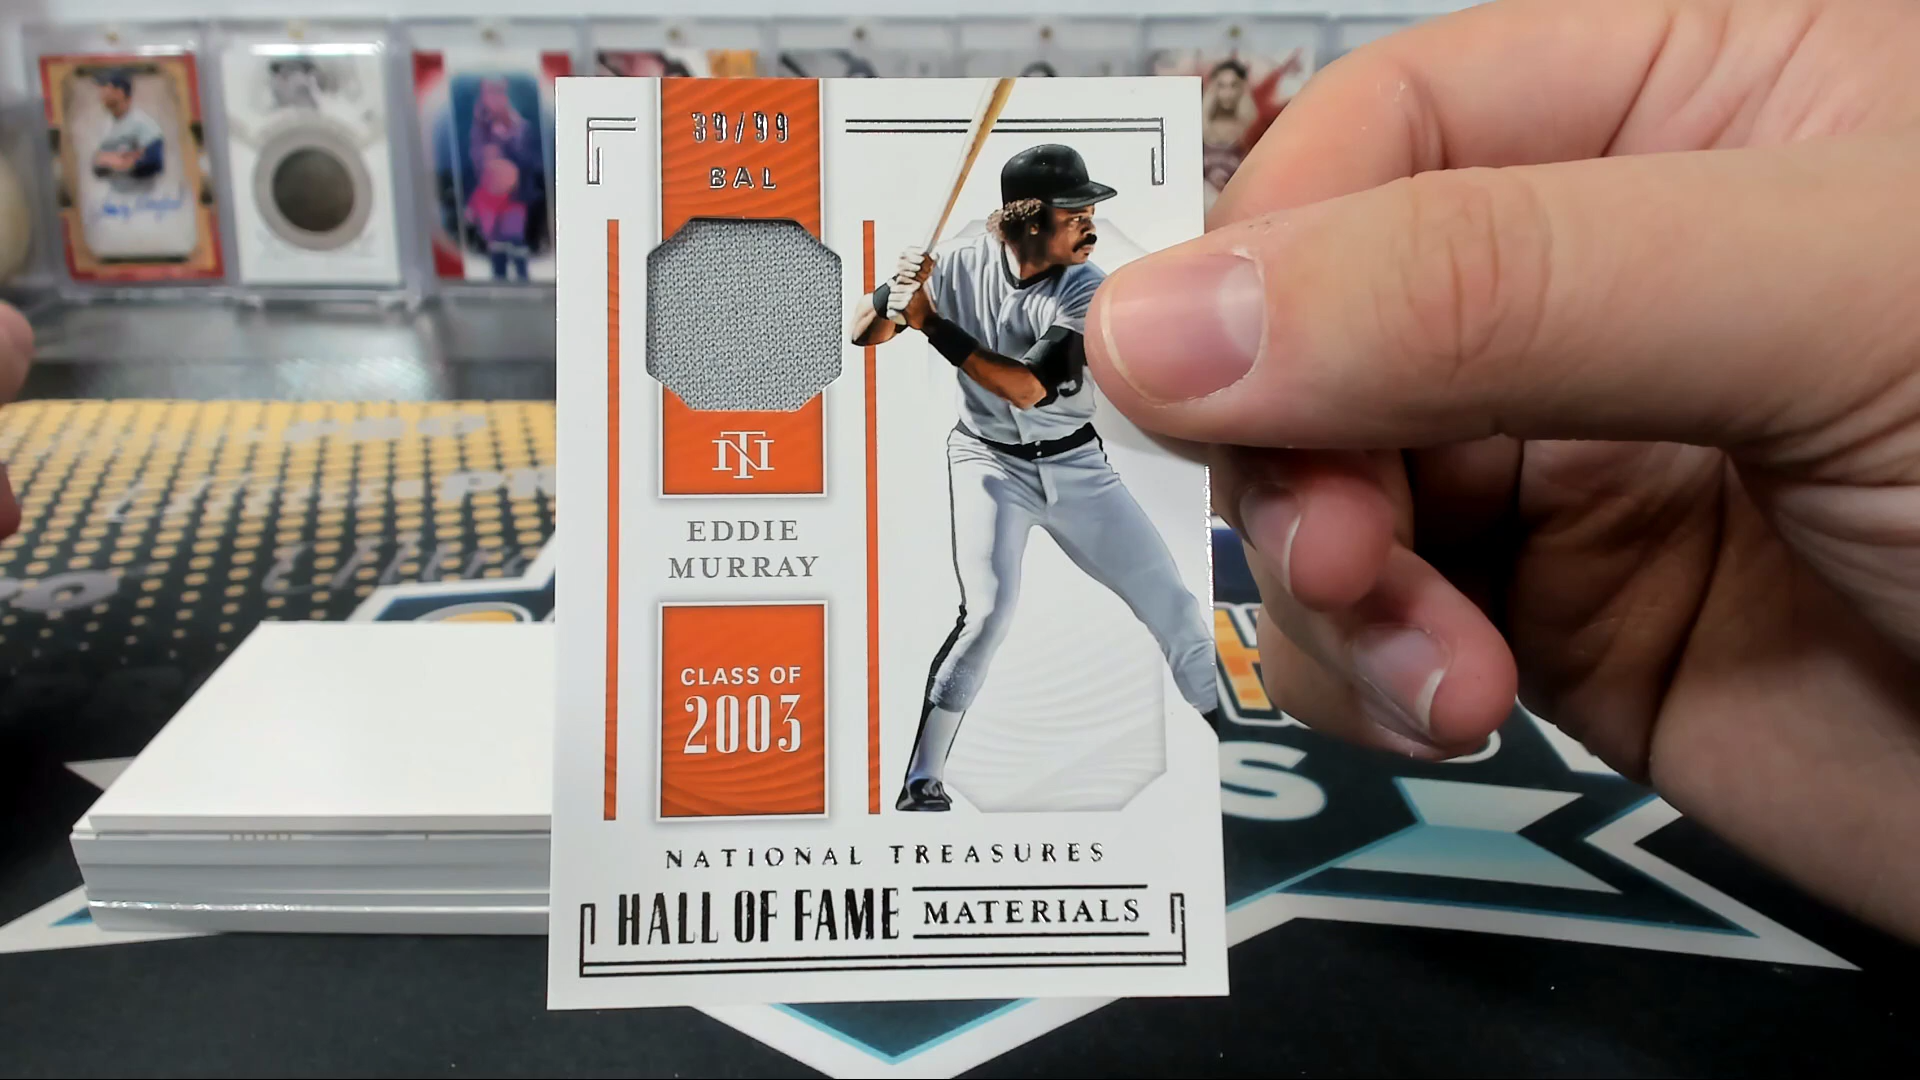 39/99
BAL
NT
EDDIE
MURRAY
CLASS OF
2003
NATIONAL TREASURES
HALL OF FAME MATERIALS